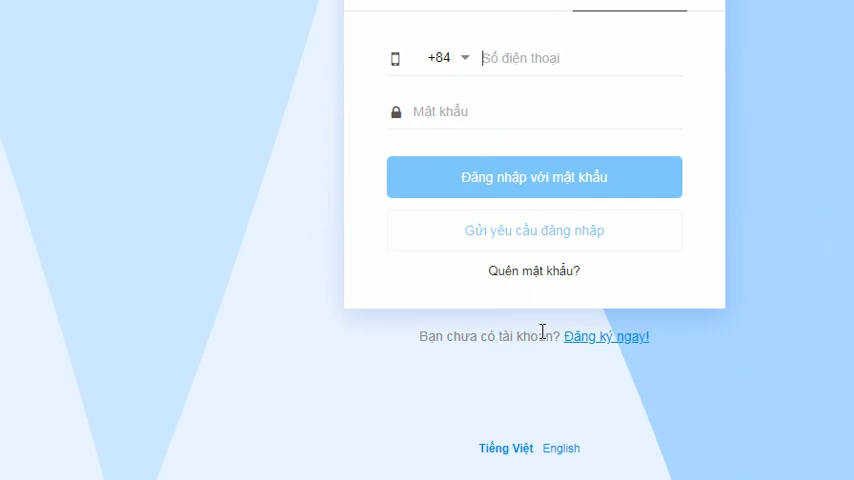 +84 Số điện thoại
Mật khẩu
Đăng nhập với mật khẩu
Gửi yêu cầu đăng nhập
Quên mật khẩu?
Bạn chưa có tài khoản? Đăng ký ngay!
Tiếng Việt English